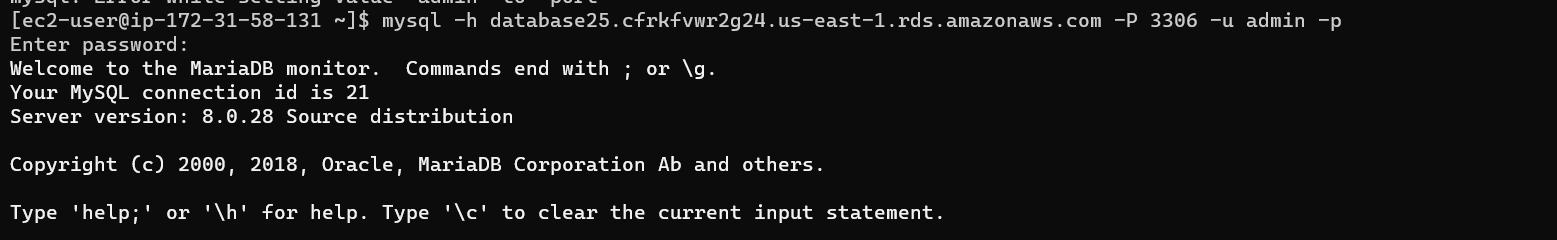 mysql: Error while setting value 'admin' to 'port'
[ec2-user@ip-172-31-58-131 ~]$ mysql -h database25.cfrkfvwr2g24.us-east-1.rds.amazonaws.com -P 3306 -u admin -p
Enter password:
Welcome to the MariaDB monitor.  Commands end with ; or \g.
Your MySQL connection id is 21
Server version: 8.0.28 Source distribution
Copyright (c) 2000, 2018, Oracle, MariaDB Corporation Ab and others.
Type 'help;' or '\h' for help. Type '\c' to clear the current input statement.